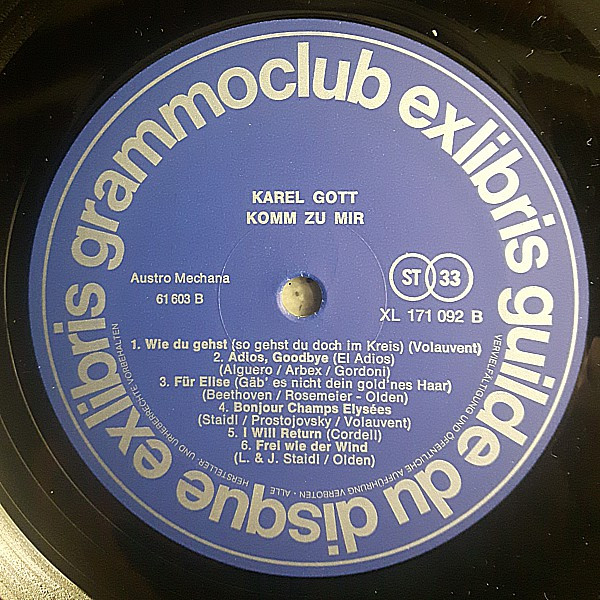 exlibris grammoclub exlibris guilde du disque
KAREL GOTT
KOMM ZU MIR
Austro Mechana
61 603 B
ST 33
XL 171 092 B
1. Wie du gehst (so gehst du doch im Kreis) (Volauvent)
2. Adios, Goodbye (El Adios)
(Alguero / Arbex / Gordoni)
3. Für Elise (Gäb' es nicht dein gold'nes Haar)
(Beethoven / Rosemeier - Olden)
4. Bonjour Champs Elysées
(Staidl / Prostojovsky / Volauvent)
5. I Will Return (Cordell)
6. Frei wie der Wind
(L. & J. Staidl / Olden)
VERVIELFÄLTIGUNG UND ÖFFENTLICHE AUFFÜHRUNG VERBOTEN • ALLE HERSTELLER- UND URHEBERRECHTE VORBEHALTEN